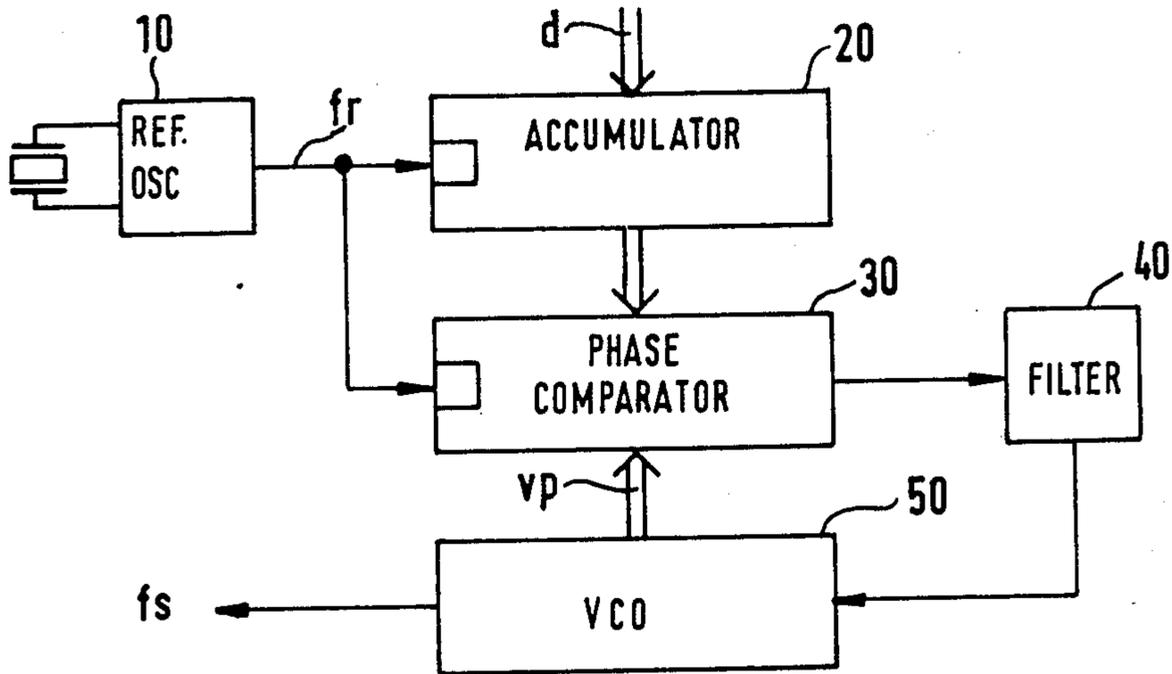 10
REF.
OSC
fr
d
20
ACCUMULATOR
30
PHASE
COMPARATOR
40
FILTER
vp
50
VCO
fs